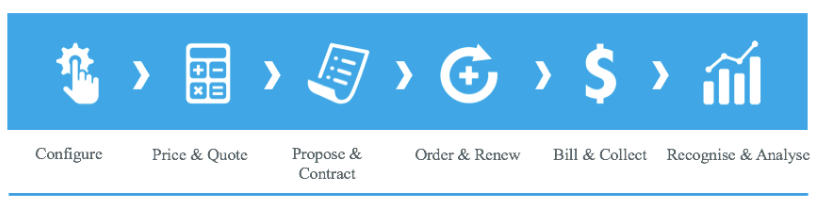 Configure
Price & Quote
Propose &
Contract
Order & Renew
Bill & Collect
Recognise & Analyse